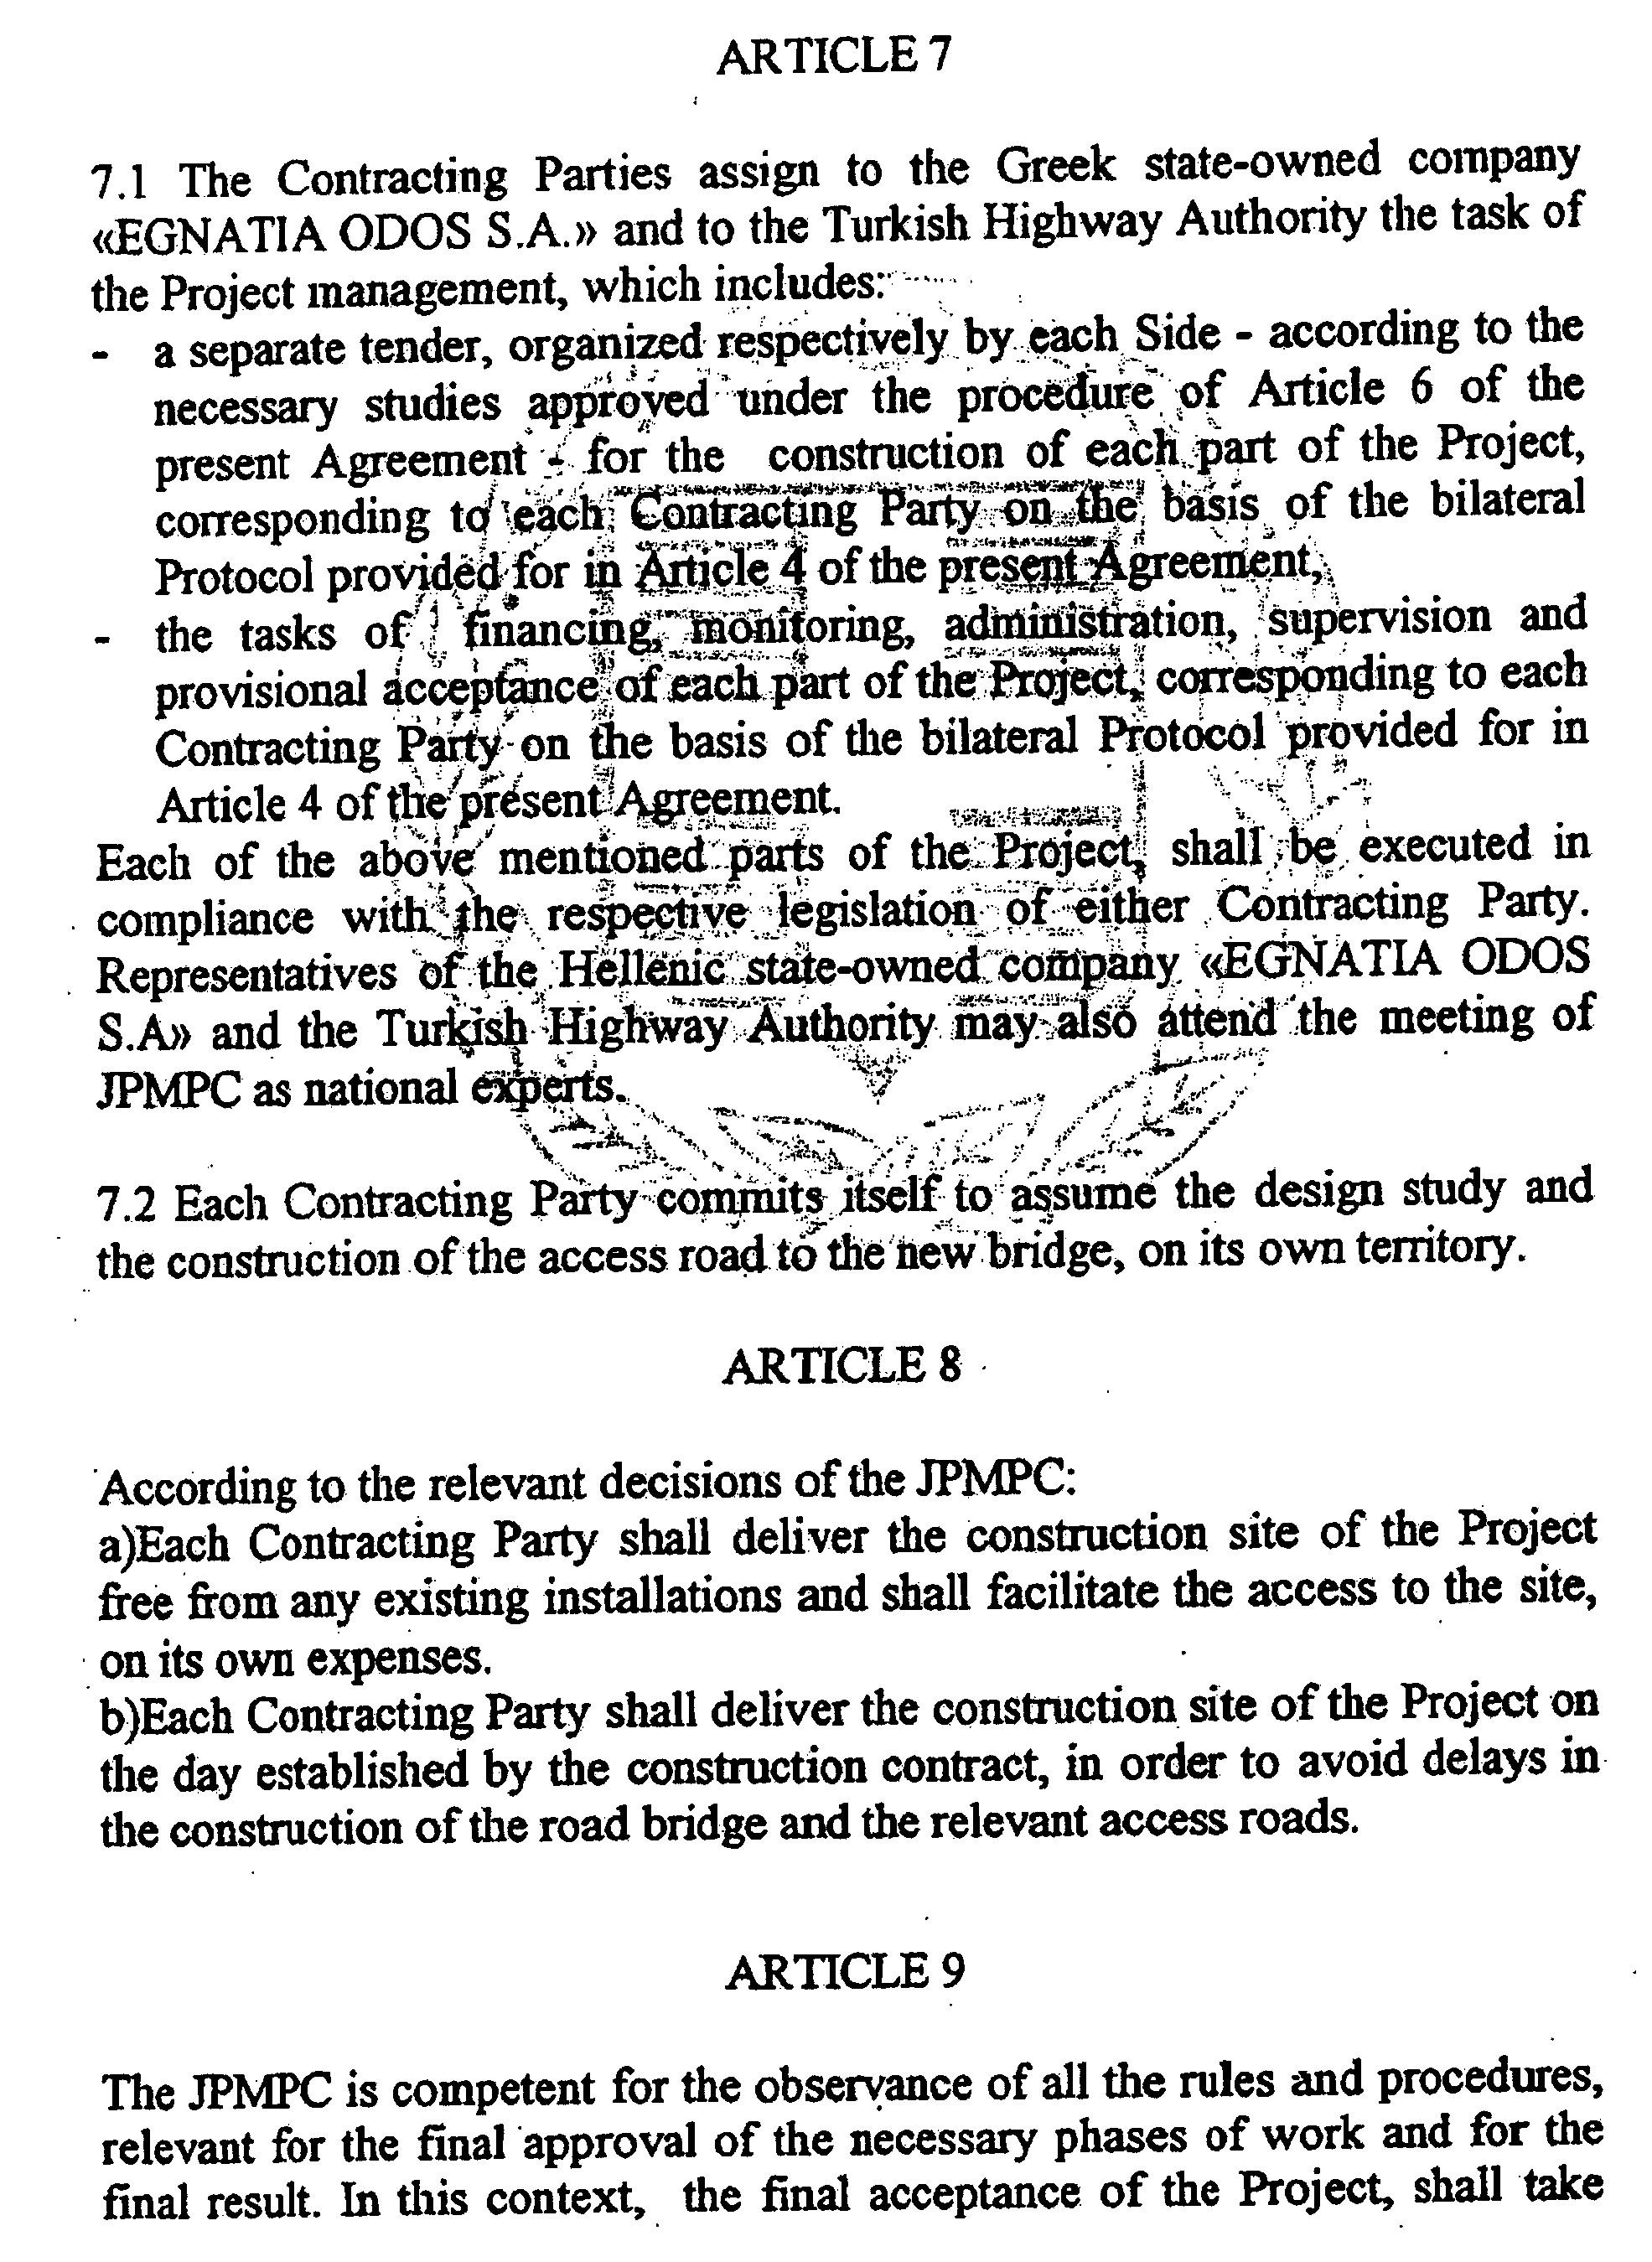 ARTICLE 7
7.1 The Contracting Parties assign to the Greek state-owned company
«EGNATIA ODOS S.A.» and to the Turkish Highway Authority the task of
the Project management, which includes:
- a separate tender, organized respectively by each Side - according to the
necessary studies approved under the procedure of Article 6 of the
present Agreement - for the construction of each part of the Project,
corresponding to each Contracting Party on the basis of the bilateral
Protocol provided for in Article 4 of the present Agreement,
- the tasks of financing, monitoring, administration, supervision and
provisional acceptance of each part of the Project, corresponding to each
Contracting Party on the basis of the bilateral Protocol provided for in
Article 4 of the present Agreement.
Each of the above mentioned parts of the Project, shall be executed in
compliance with the respective legislation of either Contracting Party.
Representatives of the Hellenic state-owned company «EGNATIA ODOS
S.A» and the Turkish Highway Authority may also attend the meeting of
JPMPC as national experts.
7.2 Each Contracting Party commits itself to assume the design study and
the construction of the access road to the new bridge, on its own territory.
ARTICLE 8
According to the relevant decisions of the JPMPC:
a)Each Contracting Party shall deliver the construction site of the Project
free from any existing installations and shall facilitate the access to the site,
on its own expenses.
b)Each Contracting Party shall deliver the construction site of the Project on
the day established by the construction contract, in order to avoid delays in
the construction of the road bridge and the relevant access roads.
ARTICLE 9
The JPMPC is competent for the observance of all the rules and procedures,
relevant for the final approval of the necessary phases of work and for the
final result. In this context, the final acceptance of the Project, shall take